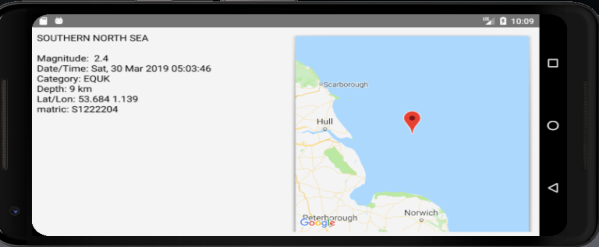 10:09
SOUTHERN NORTH SEA
Magnitude:  2.4
Date/Time: Sat, 30 Mar 2019 05:03:46
Category: EQUK
Depth: 9 km
Lat/Lon: 53.684 1.139
matric: S1222204
Scarborough
Hull
Peterborough
Norwich
Google